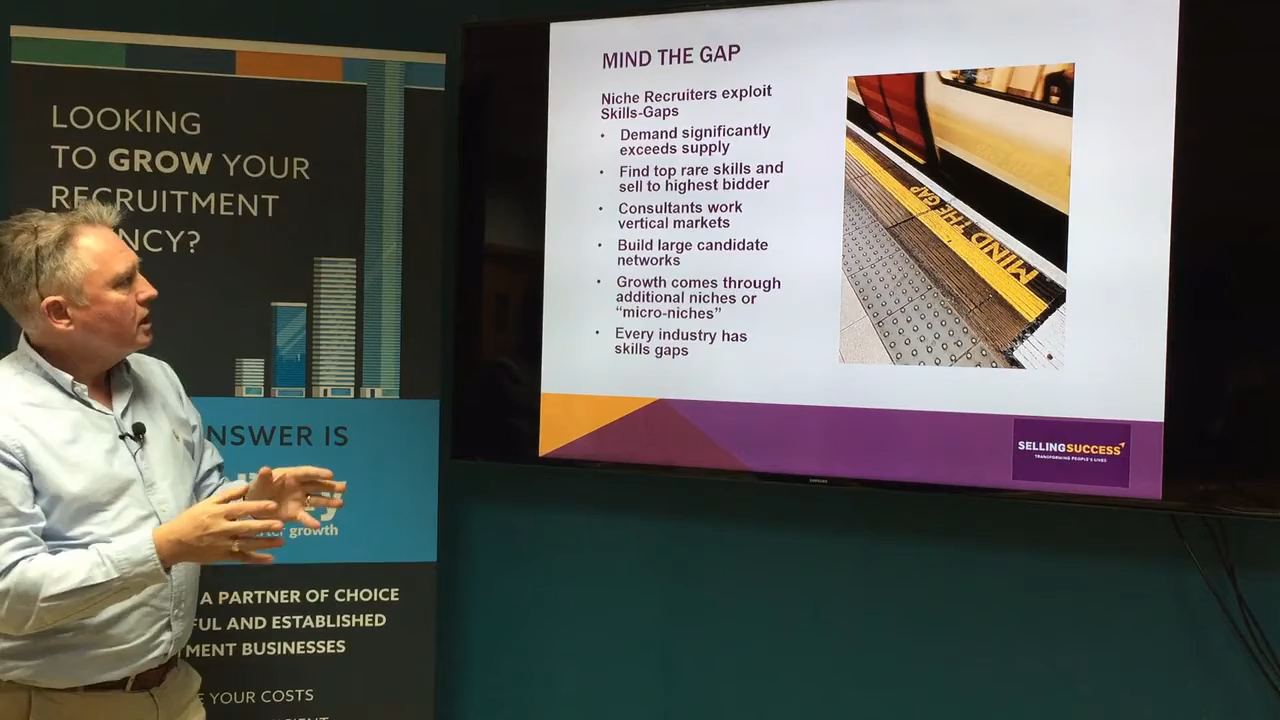 LOOKING
TO GROW YOUR
RECRUITMENT
NCY?
NSWER IS
growth
A PARTNER OF CHOICE
FUL AND ESTABLISHED
MENT BUSINESSES
YOUR COSTS
MIND THE GAP
Niche Recruiters exploit
Skills-Gaps
• Demand significantly
exceeds supply
• Find top rare skills and
sell to highest bidder
• Consultants work
vertical markets
• Build large candidate
networks
• Growth comes through
additional niches or
“micro-niches”
• Every industry has
skills gaps
MIND THE GAP
SELLINGSUCCESS
TRANSFORMING PEOPLE'S LIVES
SAMSUNG